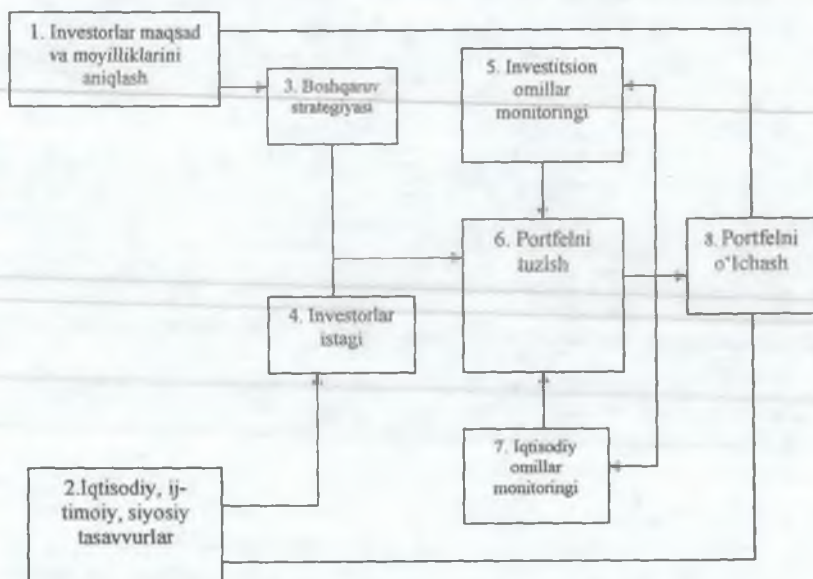 1. Investorlar maqsad
va moyilliklarini
aniqlash
3. Boshqaruv
strategiyasi
5. Investitsion
omillar
monitoringi
6. Portfelni
tuzish
8. Portfelni
o‘lchash
4. Investorlar
istagi
7. Iqtisodiy
omillar
monitoringi
2.Iqtisodiy, ij-
timoiy, siyosiy
tasavvurlar